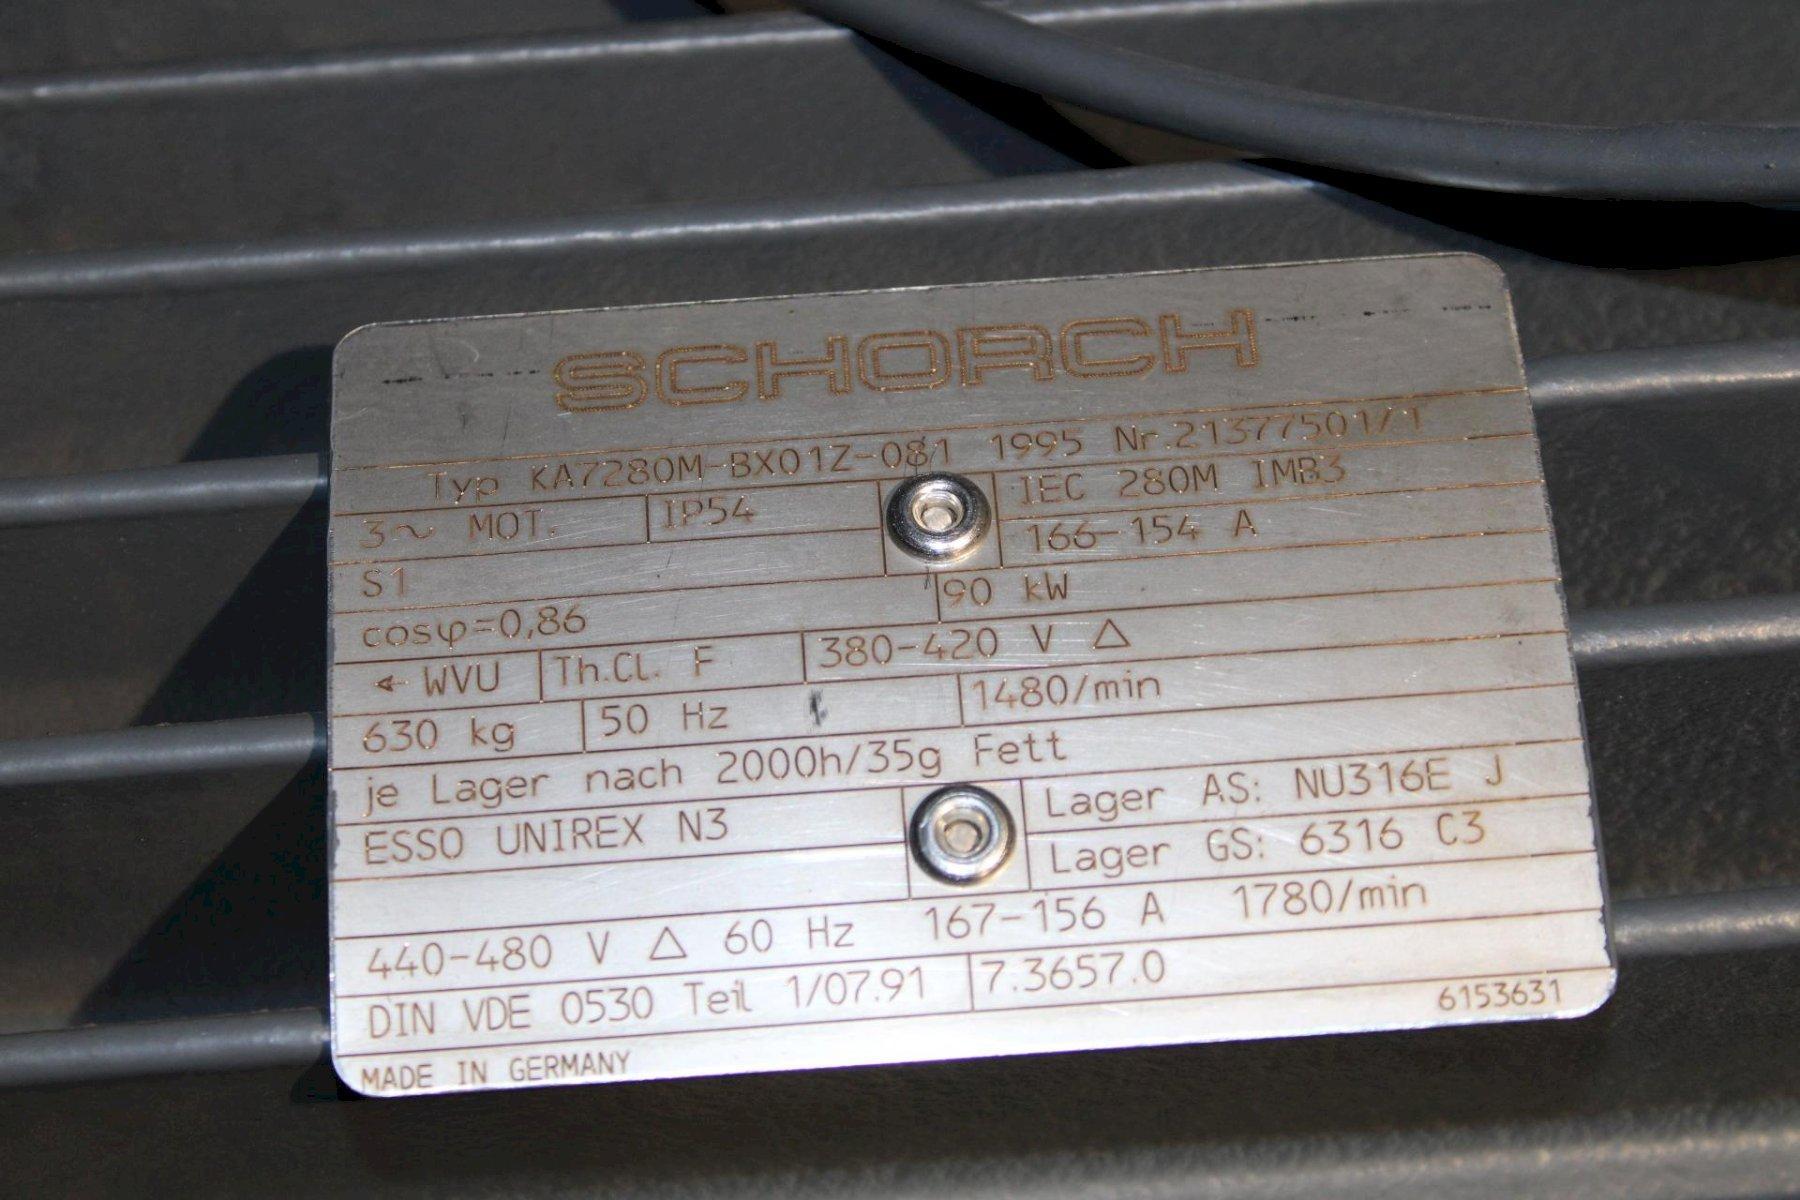 SCHORCH
Typ KA7280M-BX01Z-081 1995 Nr.21377501/1
3~ MOT. IP54 IEC 280M IMB3
S1 166-154 A
cosφ=0,86 90 kW
← WVU Th.Cl. F 380-420 V △
630 kg 50 Hz 1480/min
je Lager nach 2000h/35g Fett
ESSO UNIREX N3 Lager AS: NU316E J
Lager GS: 6316 C3
440-480 V △ 60 Hz 167-156 A 1780/min
DIN VDE 0530 Teil 1/07.91 7.3657.0
MADE IN GERMANY 6153631